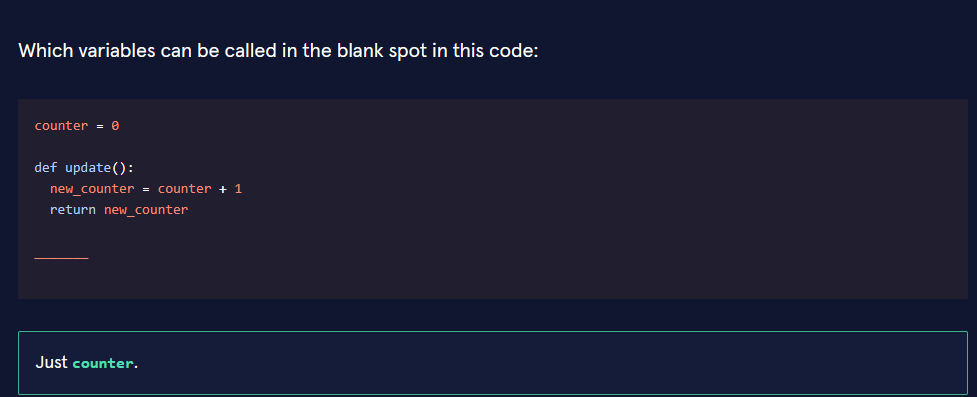 Which variables can be called in the blank spot in this code:
counter = 0
def update():
  new_counter = counter + 1
  return new_counter
_______
Just counter.